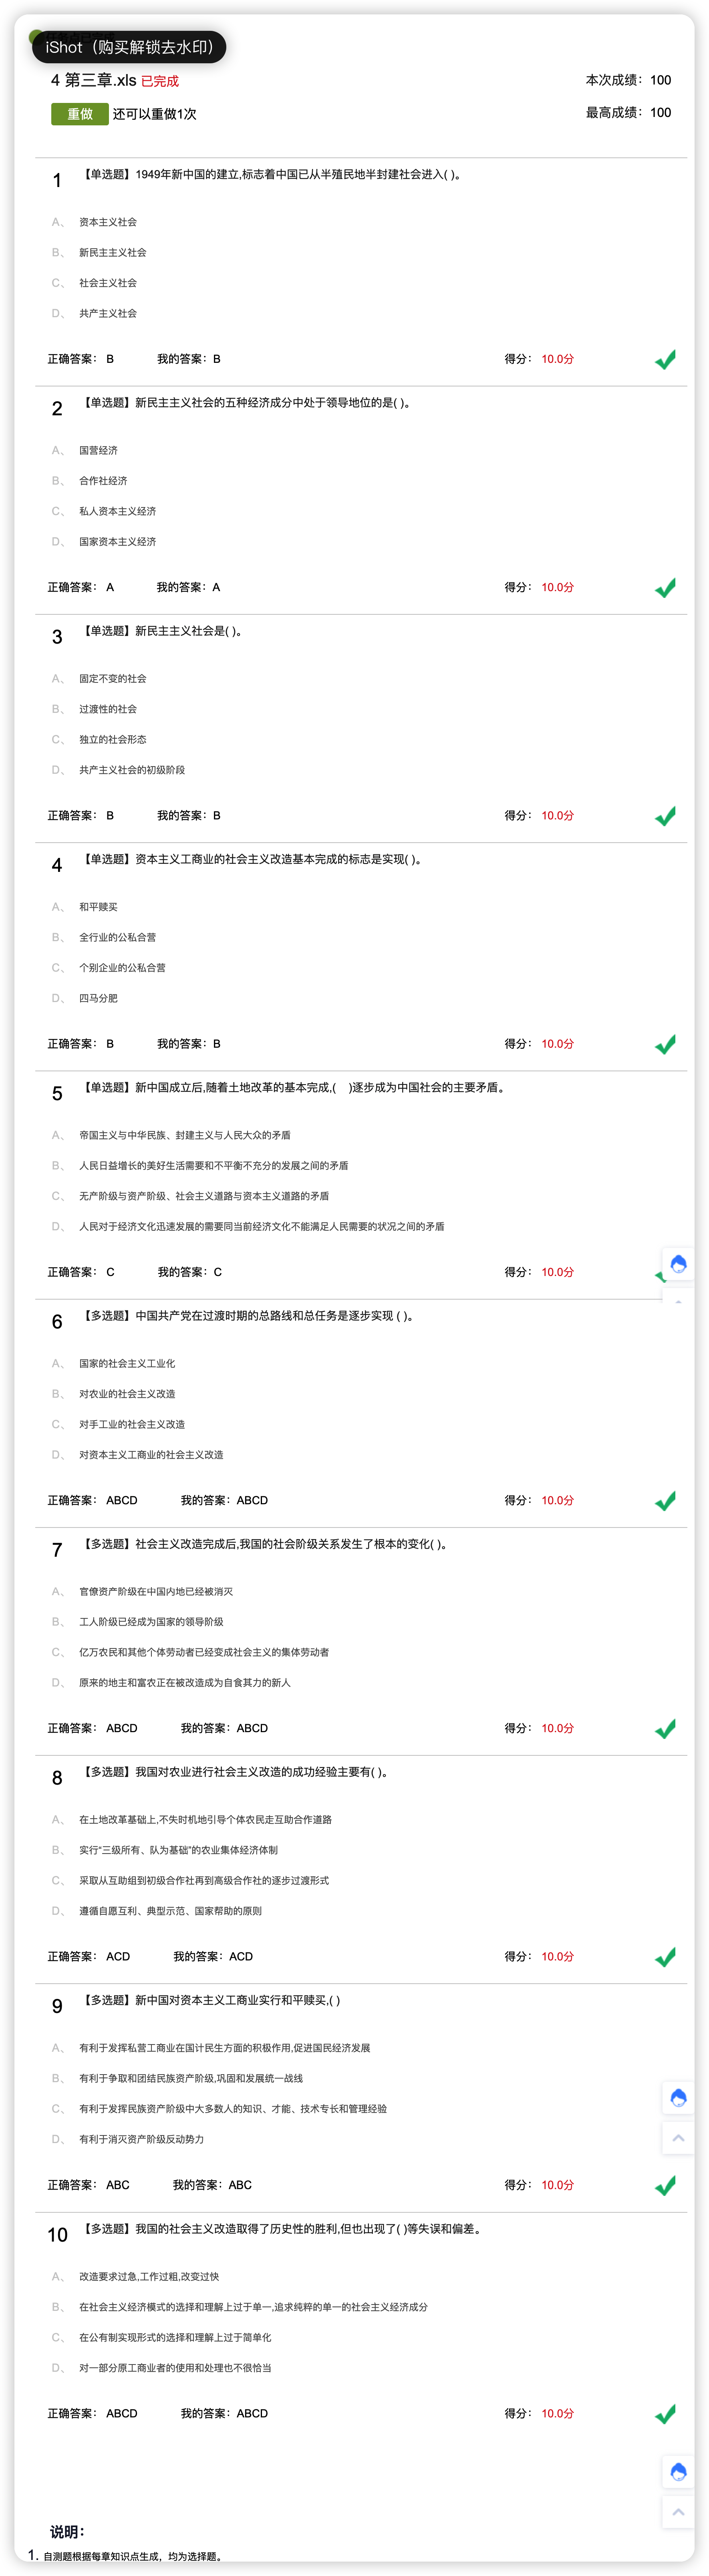 iShot（购买解锁去水印）
4 第三章.xls 已完成
本次成绩：100
重做 还可以重做1次
最高成绩：100
1 【单选题】1949年新中国的建立,标志着中国已从半殖民地半封建社会进入( )。
A、 资本主义社会
B、 新民主主义社会
C、 社会主义社会
D、 共产主义社会
正确答案： B 我的答案：B 得分： 10.0分
2 【单选题】新民主主义社会的五种经济成分中处于领导地位的是( )。
A、 国营经济
B、 合作社经济
C、 私人资本主义经济
D、 国家资本主义经济
正确答案： A 我的答案：A 得分： 10.0分
3 【单选题】新民主主义社会是( )。
A、 固定不变的社会
B、 过渡性的社会
C、 独立的社会形态
D、 共产主义社会的初级阶段
正确答案： B 我的答案：B 得分： 10.0分
4 【单选题】资本主义工商业的社会主义改造基本完成的标志是实现( )。
A、 和平赎买
B、 全行业的公私合营
C、 个别企业的公私合营
D、 四马分肥
正确答案： B 我的答案：B 得分： 10.0分
5 【单选题】新中国成立后,随着土地改革的基本完成,( )逐步成为中国社会的主要矛盾。
A、 帝国主义与中华民族、封建主义与人民大众的矛盾
B、 人民日益增长的美好生活需要和不平衡不充分的发展之间的矛盾
C、 无产阶级与资产阶级、社会主义道路与资本主义道路的矛盾
D、 人民对于经济文化迅速发展的需要同当前经济文化不能满足人民需要的状况之间的矛盾
正确答案： C 我的答案：C 得分： 10.0分
6 【多选题】中国共产党在过渡时期的总路线和总任务是逐步实现 ( )。
A、 国家的社会主义工业化
B、 对农业的社会主义改造
C、 对手工业的社会主义改造
D、 对资本主义工商业的社会主义改造
正确答案： ABCD 我的答案：ABCD 得分： 10.0分
7 【多选题】社会主义改造完成后,我国的社会阶级关系发生了根本的变化( )。
A、 官僚资产阶级在中国内地已经被消灭
B、 工人阶级已经成为国家的领导阶级
C、 亿万农民和其他个体劳动者已经变成社会主义的集体劳动者
D、 原来的地主和富农正在被改造成为自食其力的新人
正确答案： ABCD 我的答案：ABCD 得分： 10.0分
8 【多选题】我国对农业进行社会主义改造的成功经验主要有( )。
A、 在土地改革基础上,不失时机地引导个体农民走互助合作道路
B、 实行“三级所有、队为基础”的农业集体经济体制
C、 采取从互助组到初级合作社再到高级合作社的逐步过渡形式
D、 遵循自愿互利、典型示范、国家帮助的原则
正确答案： ACD 我的答案：ACD 得分： 10.0分
9 【多选题】新中国对资本主义工商业实行和平赎买,( )
A、 有利于发挥私营工商业在国计民生方面的积极作用,促进国民经济发展
B、 有利于争取和团结民族资产阶级,巩固和发展统一战线
C、 有利于发挥民族资产阶级中大多数人的知识、才能、技术专长和管理经验
D、 有利于消灭资产阶级反动势力
正确答案： ABC 我的答案：ABC 得分： 10.0分
10 【多选题】我国的社会主义改造取得了历史性的胜利,但也出现了( )等失误和偏差。
A、 改造要求过急,工作过粗,改变过快
B、 在社会主义经济模式的选择和理解上过于单一,追求纯粹的单一的社会主义经济成分
C、 在公有制实现形式的选择和理解上过于简单化
D、 对一部分原工商业者的使用和处理也不很恰当
正确答案： ABCD 我的答案：ABCD 得分： 10.0分
说明：
1. 自测题根据每章知识点生成，均为选择题。